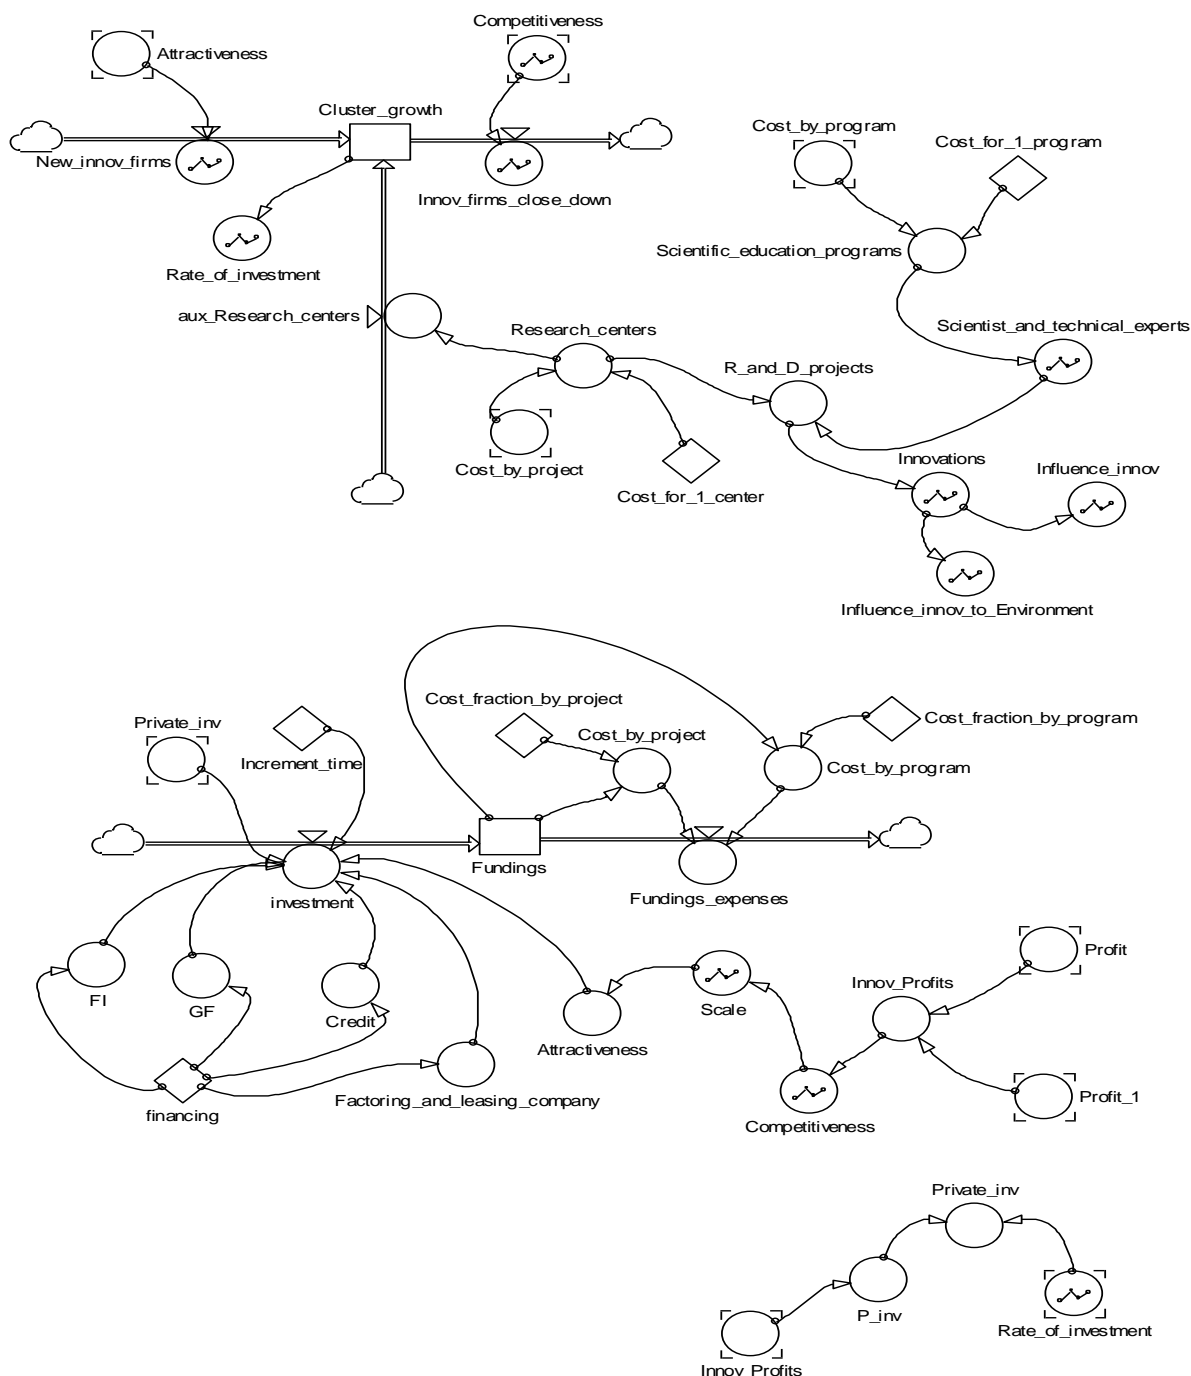 Competitiveness
Attractiveness
Cluster_growth
Cost_by_program
Cost_for_1_program
New_innov_firms
Innov_firms_close_down
Scientific_education_programs
Rate_of_investment
aux_Research_centers
Research_centers
Scientist_and_technical_experts
R_and_D_projects
Cost_by_project
Cost_for_1_center
Innovations
Influence_innov
Influence_innov_to_Environment
Private_inv
Increment_time
Cost_fraction_by_project
Cost_by_project
Cost_fraction_by_program
Cost_by_program
Fundings
investment
Fundings_expenses
FI
GF
Credit
Attractiveness
Scale
Innov_Profits
Profit
financing
Factoring_and_leasing_company
Competitiveness
Profit_1
Private_inv
P_inv
Rate_of_investment
Innov_Profits